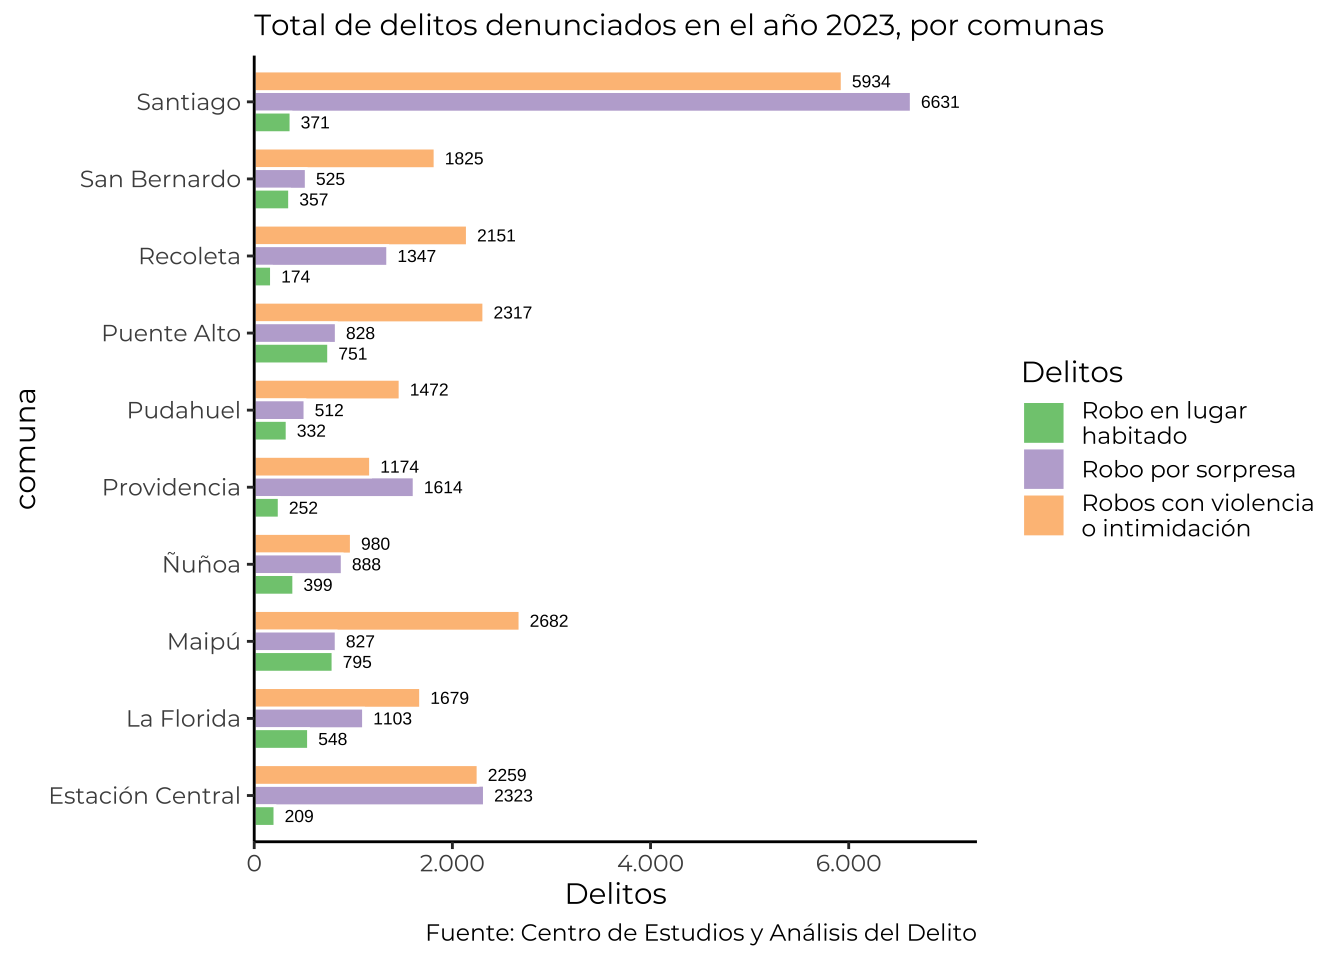 Total de delitos denunciados en el año 2023, por comunas
comuna
Santiago
5934
6631
371
San Bernardo
1825
525
357
Recoleta
2151
1347
174
Puente Alto
2317
828
751
Pudahuel
1472
512
332
Providencia
1174
1614
252
Ñuñoa
980
888
399
Maipú
2682
827
795
La Florida
1679
1103
548
Estación Central
2259
2323
209
0 2.000 4.000 6.000
Delitos
Delitos
Robo en lugar
habitado
Robo por sorpresa
Robos con violencia
o intimidación
Fuente: Centro de Estudios y Análisis del Delito